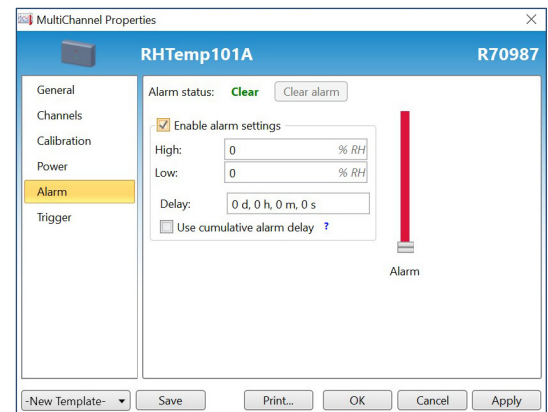 MultiChannel Properties
RHTemp101A R70987
General
Channels
Calibration
Power
Alarm
Trigger
Alarm status: Clear Clear alarm
Enable alarm settings
High: 0 % RH
Low: 0 % RH
Delay: 0 d, 0 h, 0 m, 0 s
Use cumulative alarm delay ?
Alarm
-New Template- Save Print... OK Cancel Apply